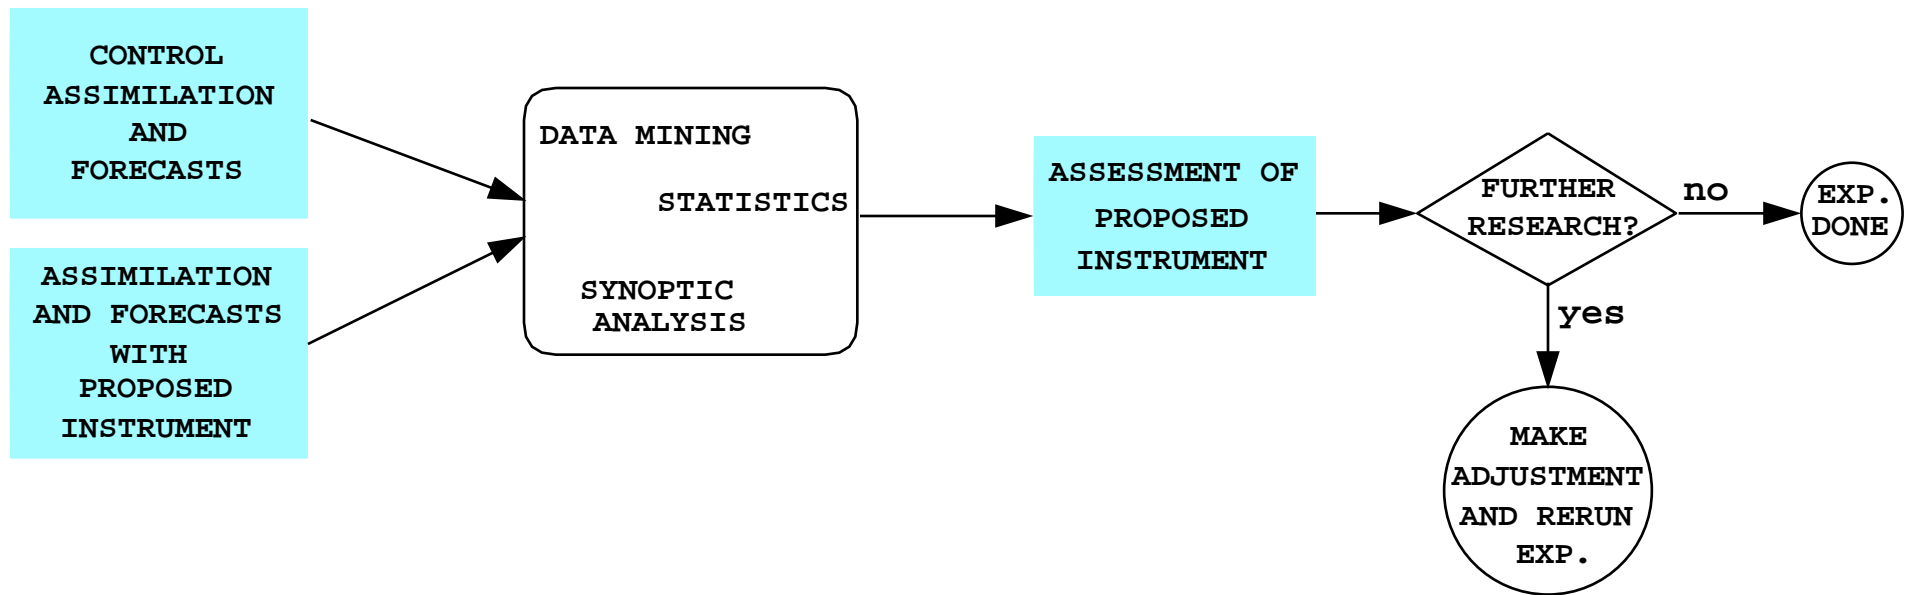 CONTROL
ASSIMILATION
AND
FORECASTS
ASSIMILATION
AND FORECASTS
WITH
PROPOSED
INSTRUMENT
DATA MINING
STATISTICS
SYNOPTIC
ANALYSIS
ASSESSMENT OF
PROPOSED
INSTRUMENT
FURTHER
RESEARCH?
no
EXP.
DONE
yes
MAKE
ADJUSTMENT
AND RERUN
EXP.